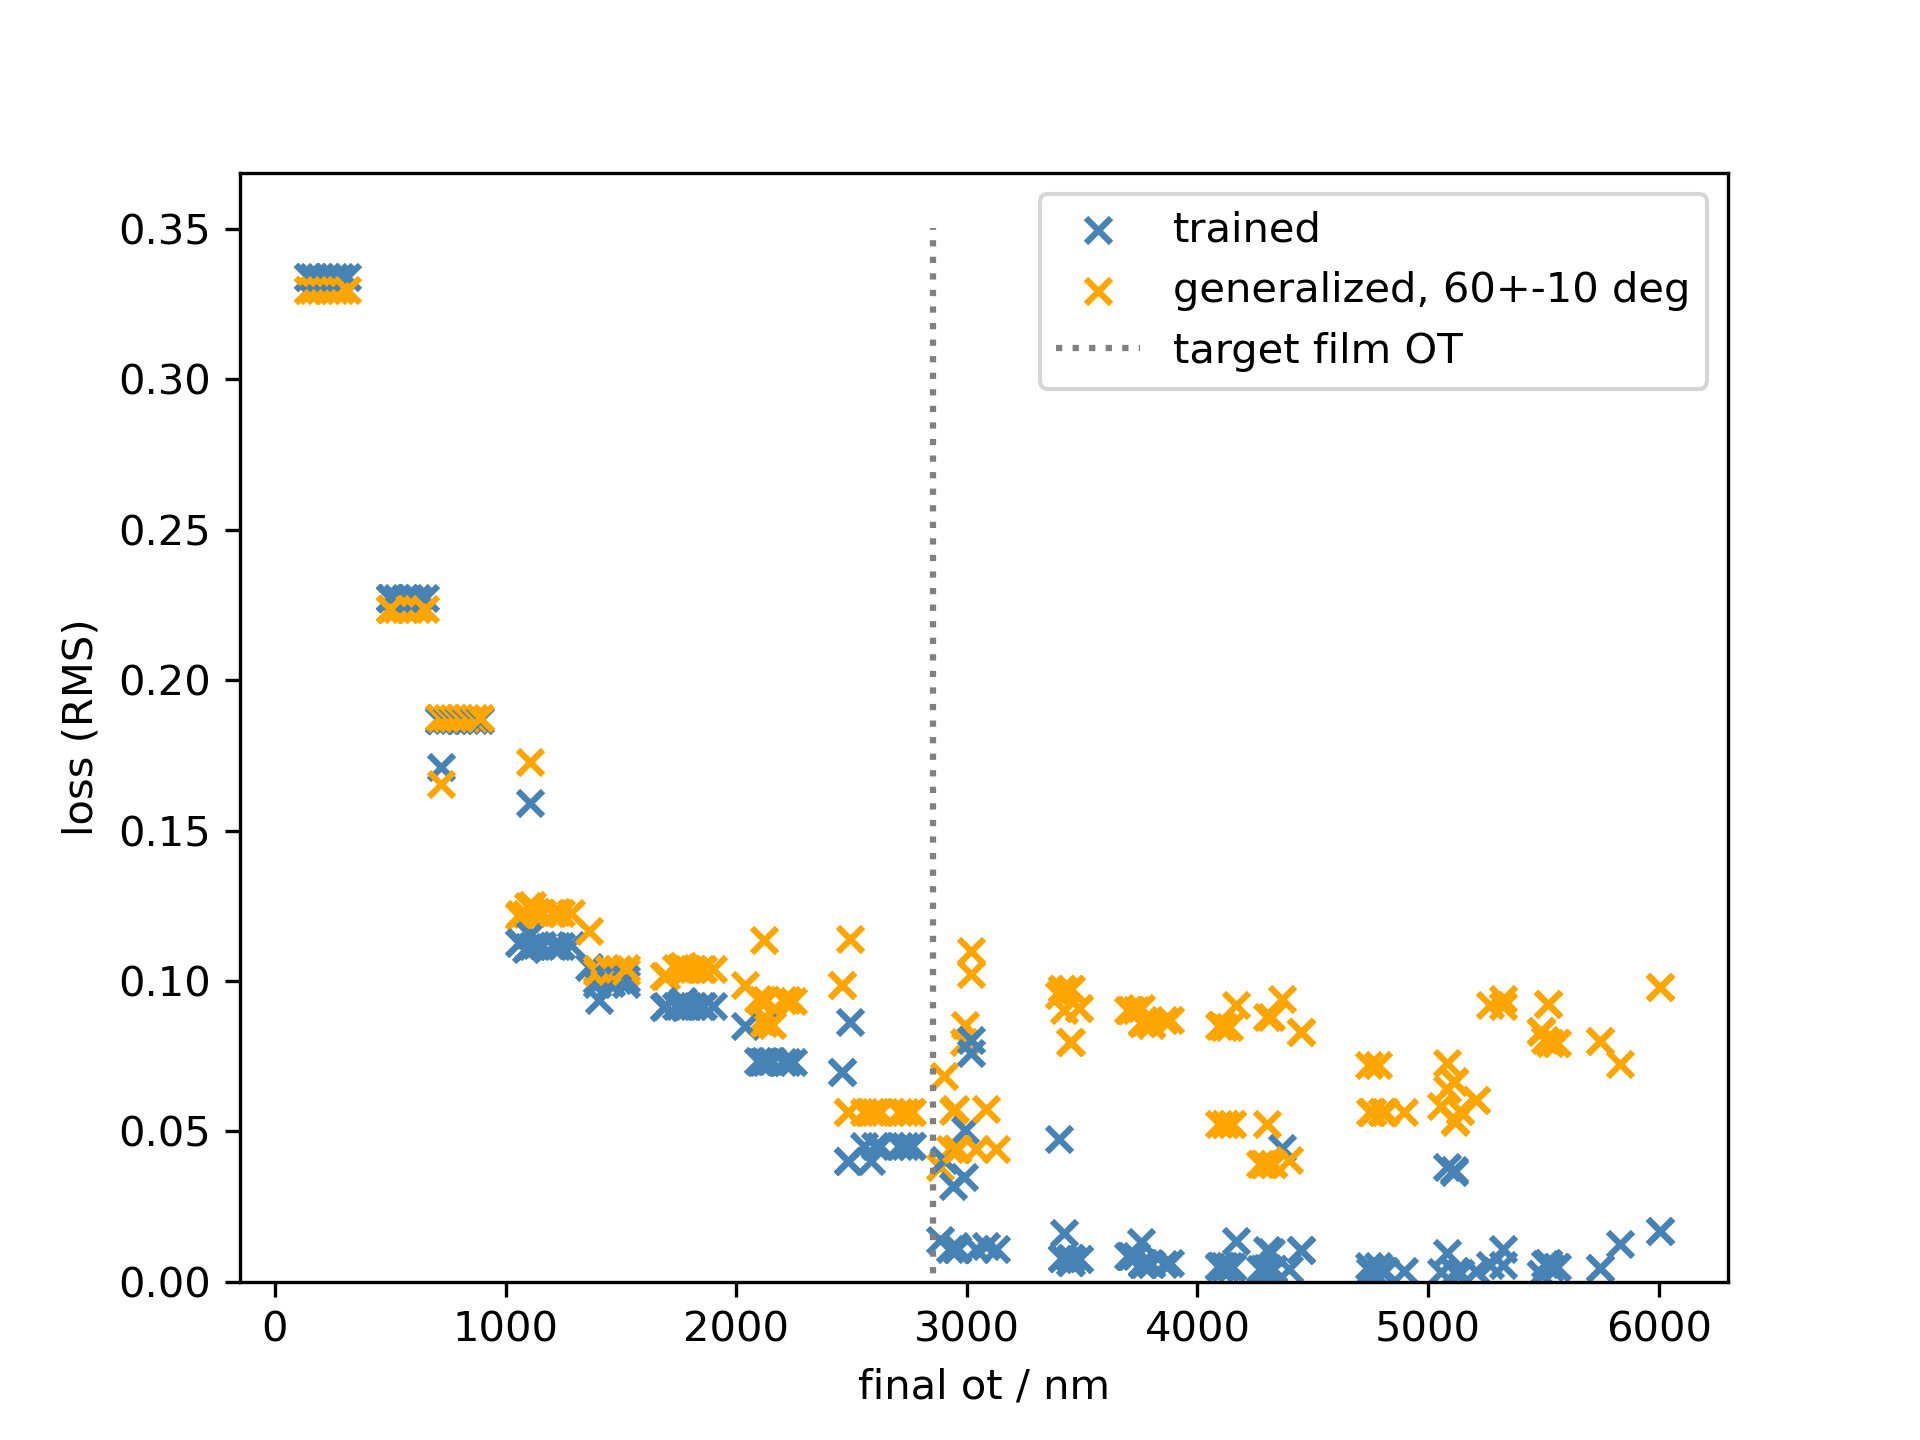 trained
generalized, 60+-10 deg
target film OT
loss (RMS)
0.35
0.30
0.25
0.20
0.15
0.10
0.05
0.00
0 1000 2000 3000 4000 5000 6000
final ot / nm